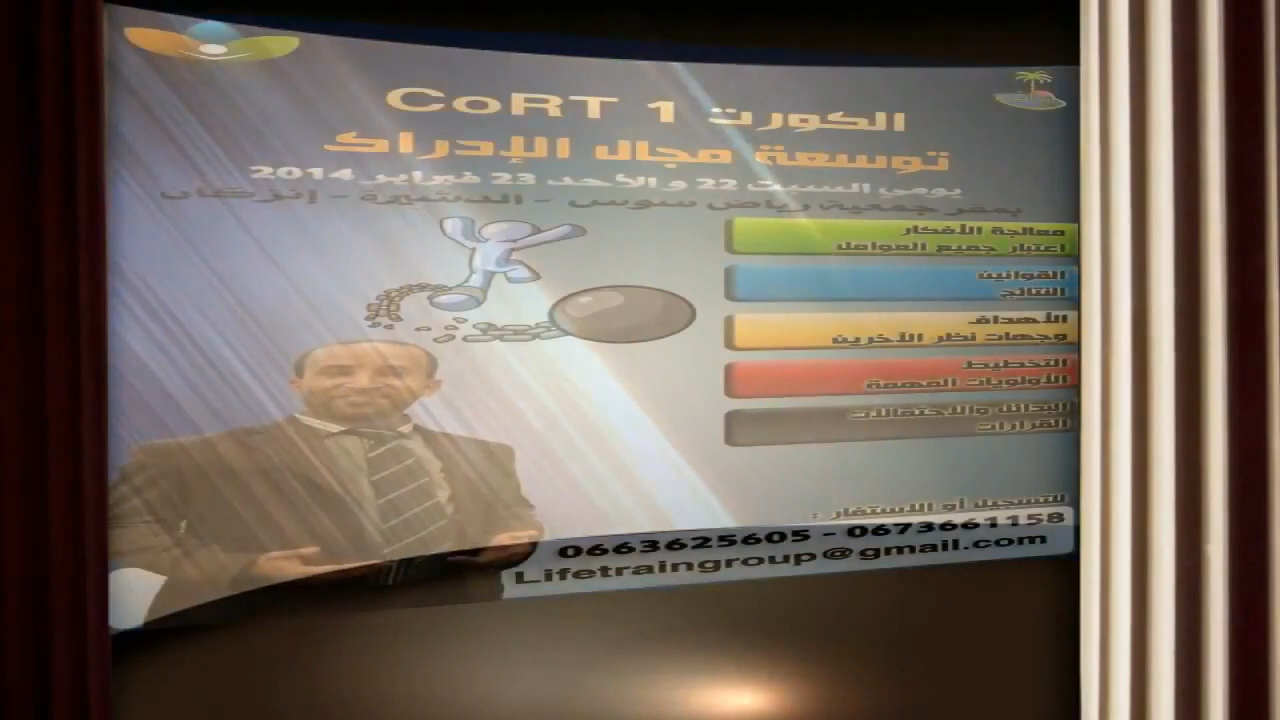 الكورت CoRT 1
توسعة مجال الإدراك
يومي السبت 22 و الأحد 23 فبراير 2014
بمقر جمعية رياض سوس - الدشيرة - إنزكان
معالجة الأفكار
اعتبار جميع العوامل
القوانين
النتائج
الأهداف
وجهات نظر الآخرين
التخطيط
الأولويات المهمة
البدائل والاحتمالات
القرارات
للتسجيل أو الاستفسار :
0663625605 - 0673661158
Lifetraingroup@gmail.com